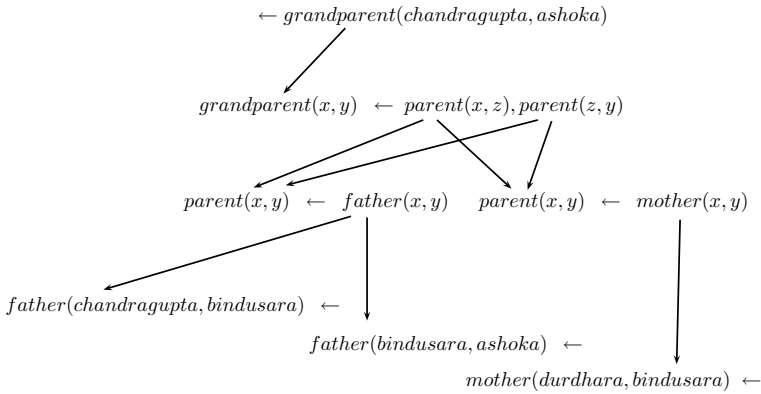 ← grandparent(chandragupta, ashoka)
grandparent(x, y) ← parent(x, z), parent(z, y)
parent(x, y) ← father(x, y) parent(x, y) ← mother(x, y)
father(chandragupta, bindusara) ←
father(bindusara, ashoka) ←
mother(durdhara, bindusara) ←